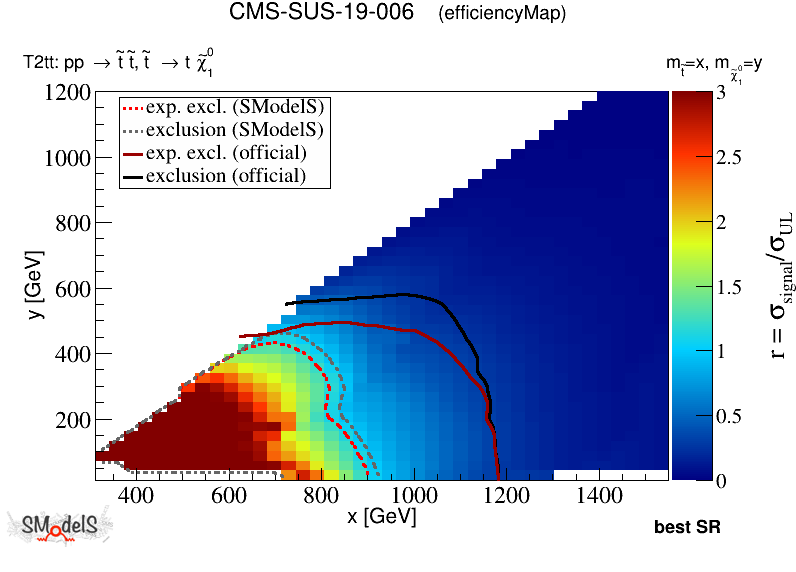 CMS-SUS-19-006 (efficiencyMap)
T2tt: pp → t̃ t̃, t̃ → t χ̃₁⁰
m_t̃=x, m_χ̃₁⁰=y
exp. excl. (SModelS)
exclusion (SModelS)
exp. excl. (official)
exclusion (official)
1200
1000
800
600
400
200
y [GeV]
400 600 800 1000 1200 1400
x [GeV]
3
2.5
2
1.5
1
0.5
0
r = σ_signal/σ_UL
SModelS
best SR